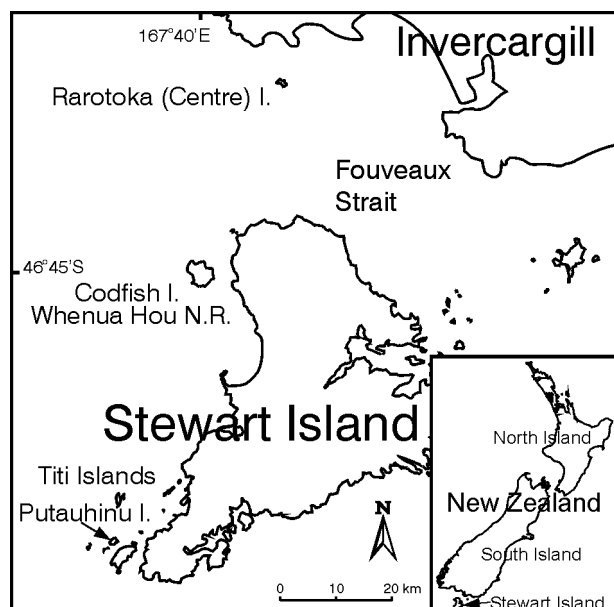 167°40' E
Invercargill
Rarotoka (Centre) I.
Fouveaux
Strait
46°45'S
Codfish I.
Whenua Hou N.R.
Stewart Island
North Island
Titi Islands
New Zealand
Putauhinu I.
N
South Island
0 10 20 km
Stewart Island